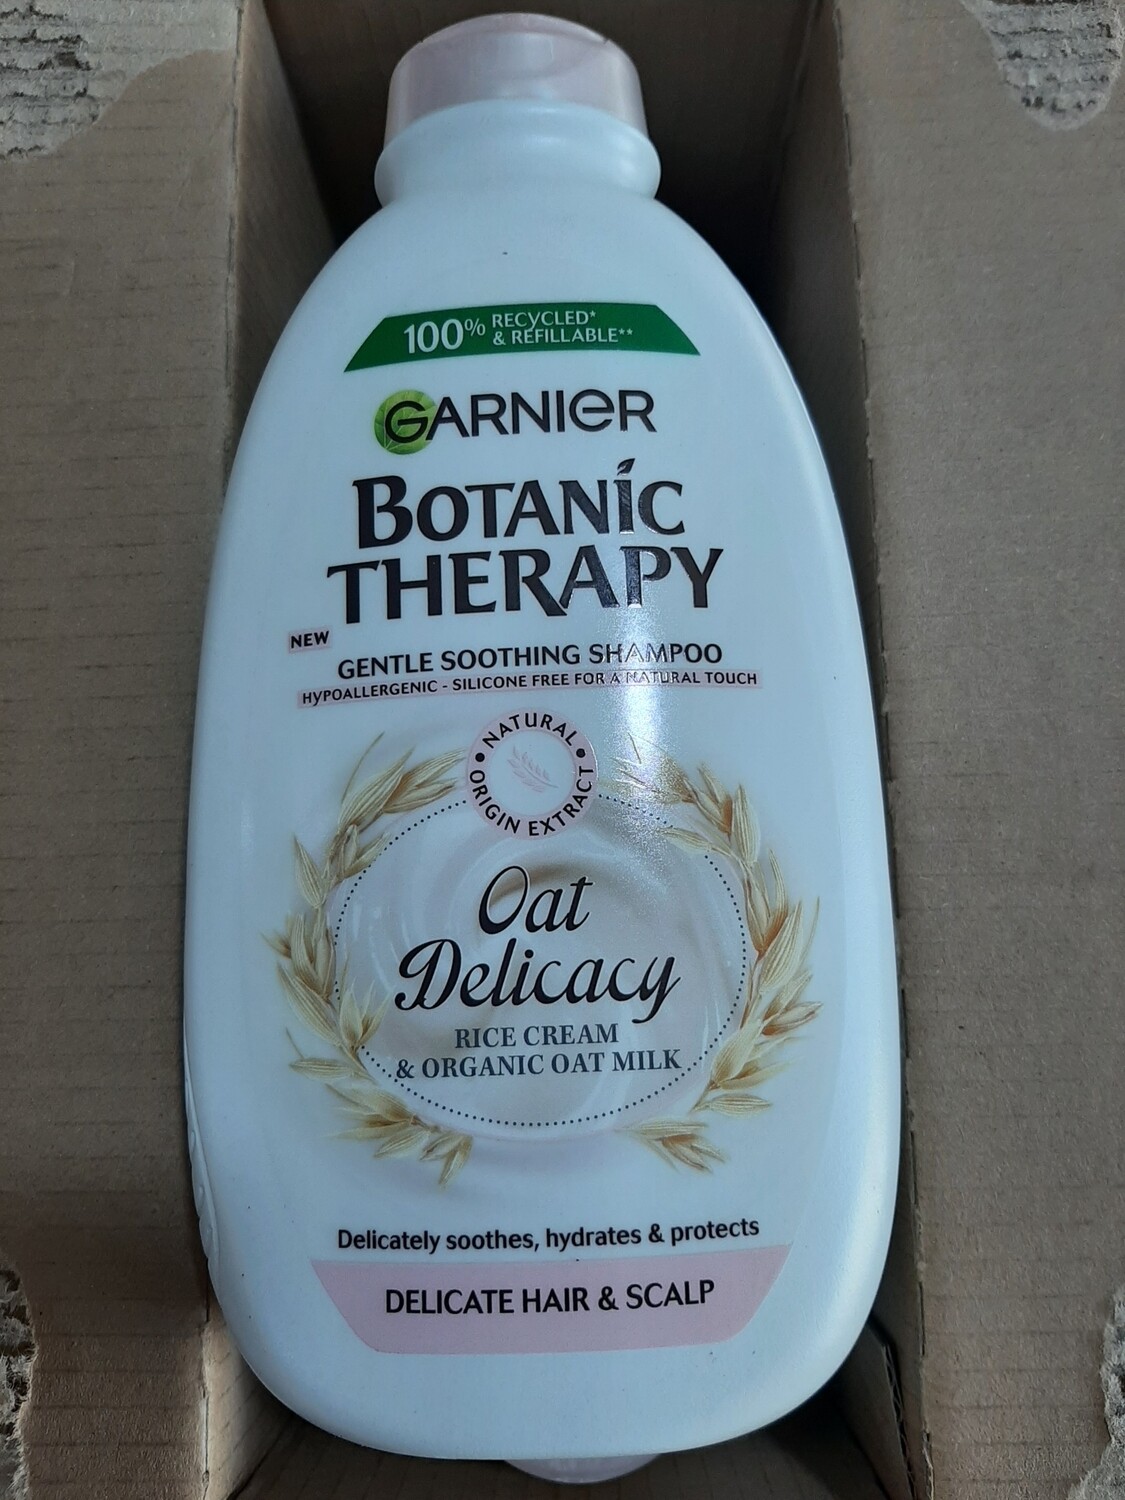 100% RECYCLED*
& REFILLABLE**
GARNIER
BOTANIC
THERAPY
NEW
GENTLE SOOTHING SHAMPOO
HYPOALLERGENIC - SILICONE FREE FOR A NATURAL TOUCH
• NATURAL •
ORIGIN EXTRACT
Oat
Delicacy
RICE CREAM
& ORGANIC OAT MILK
Delicately soothes, hydrates & protects
DELICATE HAIR & SCALP